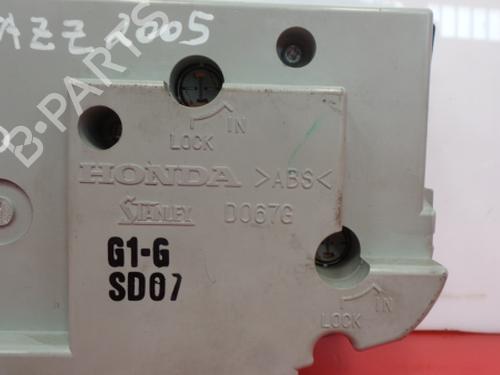 AZZ 2005
B-PARTS
IN
LOCK
HONDA >ABS<
STANLEY D067G
G1-G
SD07
IN
LOCK